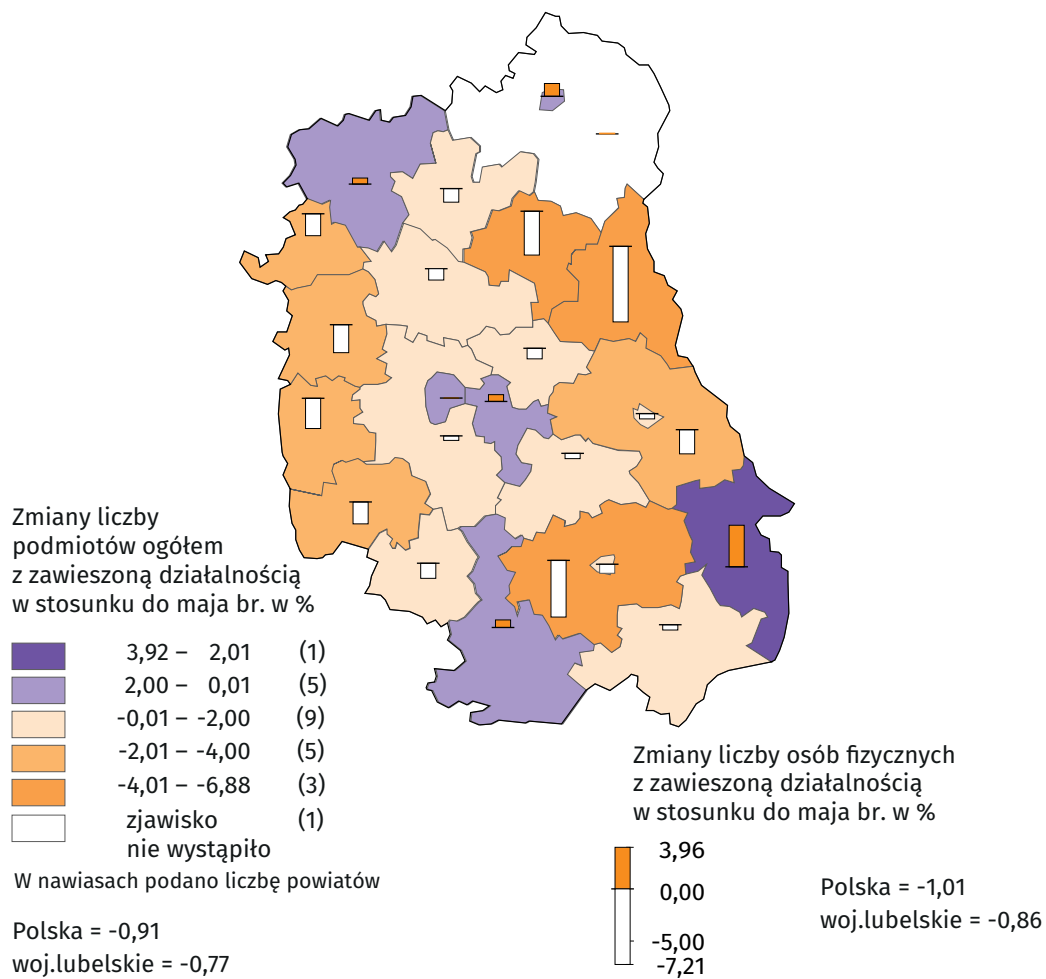 Zmiany liczby
podmiotów ogółem
z zawieszoną działalnością
w stosunku do maja br. w %
3,92 – 2,01 (1)
2,00 – 0,01 (5)
-0,01 – -2,00 (9)
-2,01 – -4,00 (5)
-4,01 – -6,88 (3)
zjawisko (1)
nie wystąpiło
W nawiasach podano liczbę powiatów
Polska = -0,91
woj.lubelskie = -0,77
Zmiany liczby osób fizycznych
z zawieszoną działalnością
w stosunku do maja br. w %
3,96
0,00
-5,00
-7,21
Polska = -1,01
woj.lubelskie = -0,86